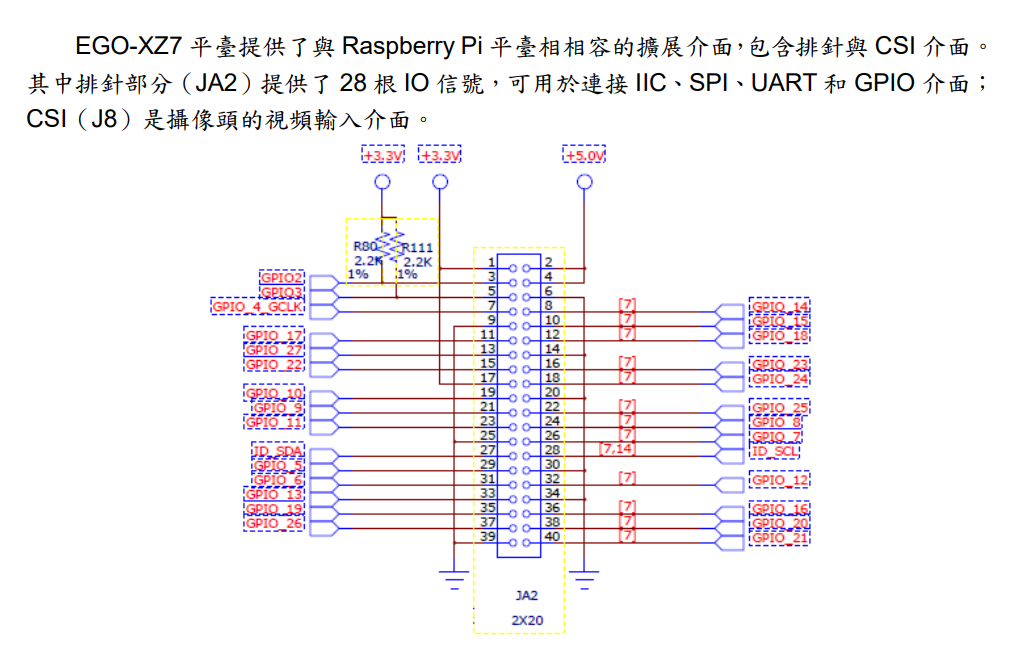 EGO-XZ7 平臺提供了與 Raspberry Pi 平臺相相容的擴展介面，包含排針與 CSI 介面。
其中排針部分（JA2）提供了 28 根 IO 信號，可用於連接 IIC、SPI、UART 和 GPIO 介面；
CSI（J8）是攝像頭的視頻輸入介面。
+3.3V +3.3V +5.0V
R80 R111
2.2K 2.2K
1% 1%
1 2
GPIO2 3 4
GPIO3 5 6
GPIO_4_GCLK 7 8 [7] GPIO_14
9 10 [7] GPIO_15
GPIO_17 11 12 [7] GPIO_18
GPIO_27 13 14
GPIO_22 15 16 [7] GPIO_23
17 18 [7] GPIO_24
GPIO_10 19 20
GPIO_9 21 22 [7] GPIO_25
GPIO_11 23 24 [7] GPIO_8
25 26 [7] GPIO_7
ID_SDA 27 28 [7,14] ID_SCL
GPIO_5 29 30
GPIO_6 31 32 [7] GPIO_12
GPIO_13 33 34
GPIO_19 35 36 [7] GPIO_16
GPIO_26 37 38 [7] GPIO_20
39 40 [7] GPIO_21
JA2
2X20